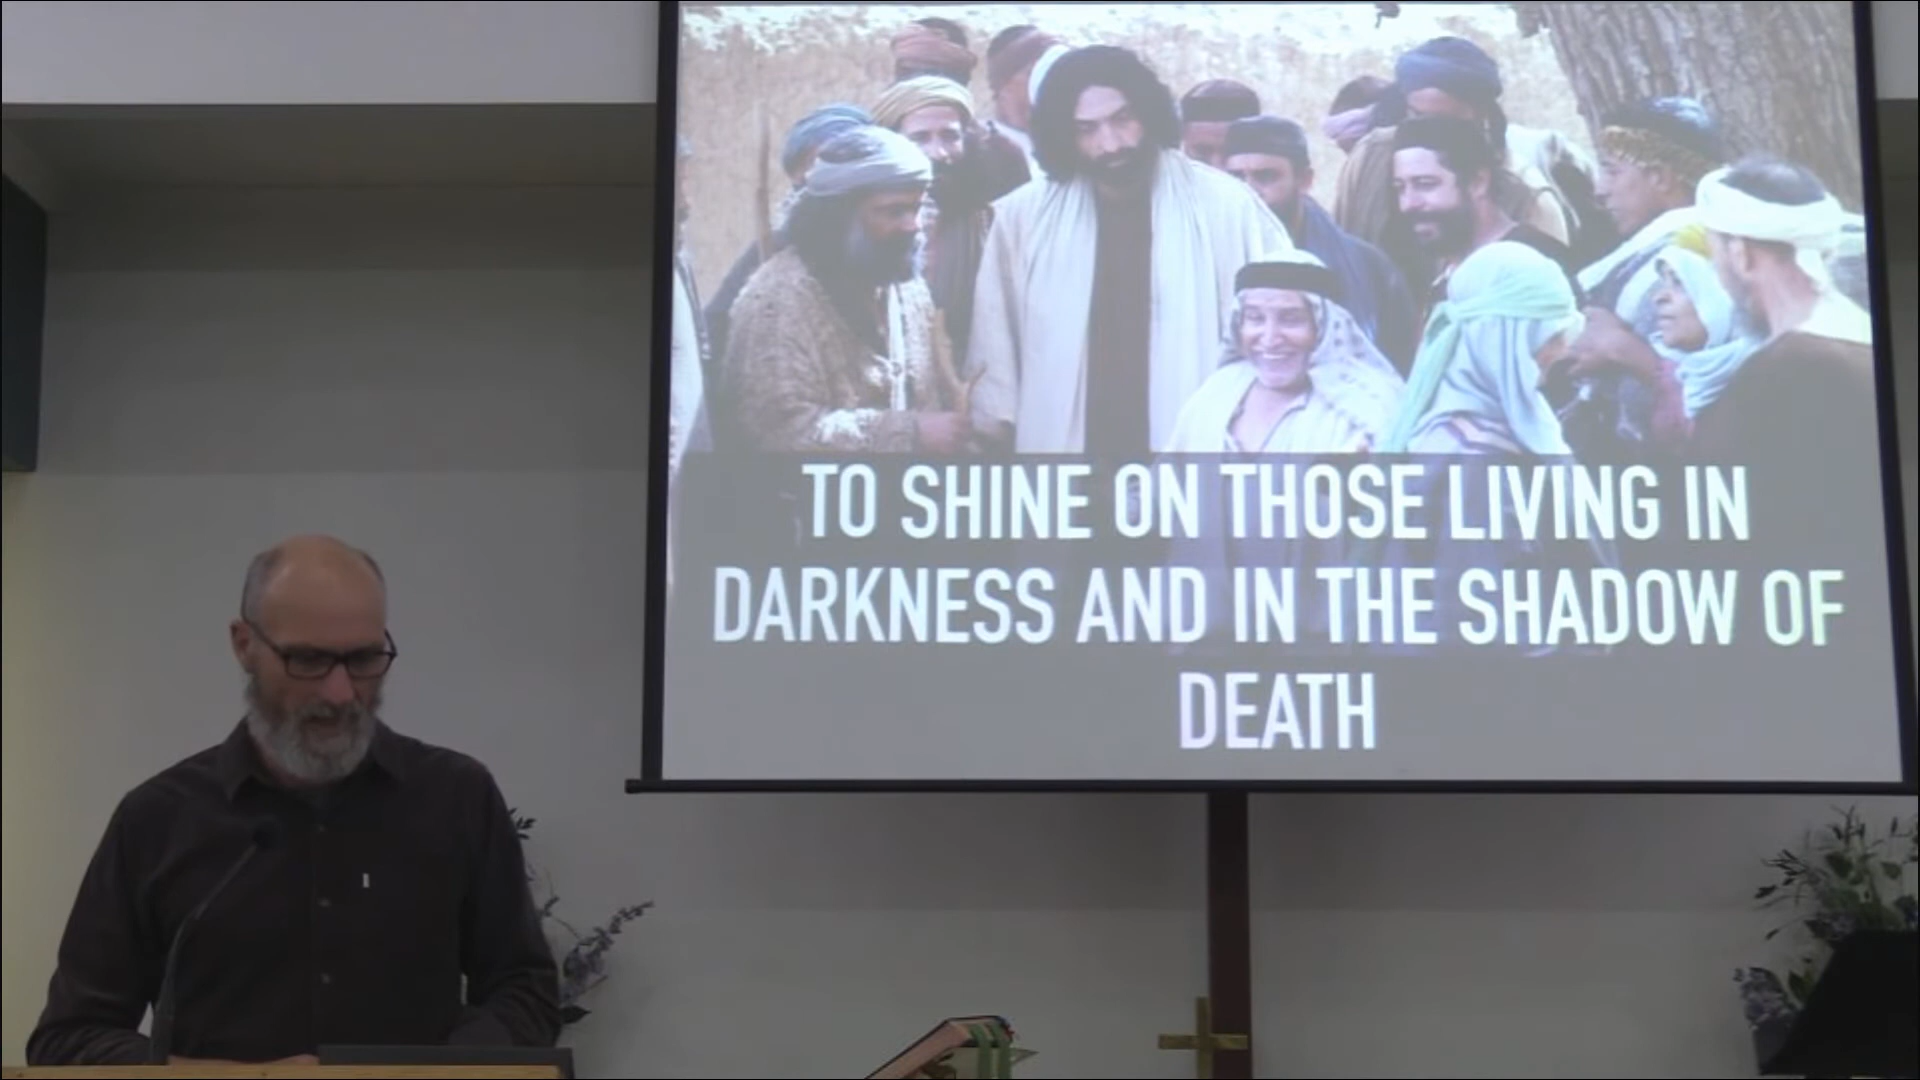 TO SHINE ON THOSE LIVING IN
DARKNESS AND IN THE SHADOW OF
DEATH